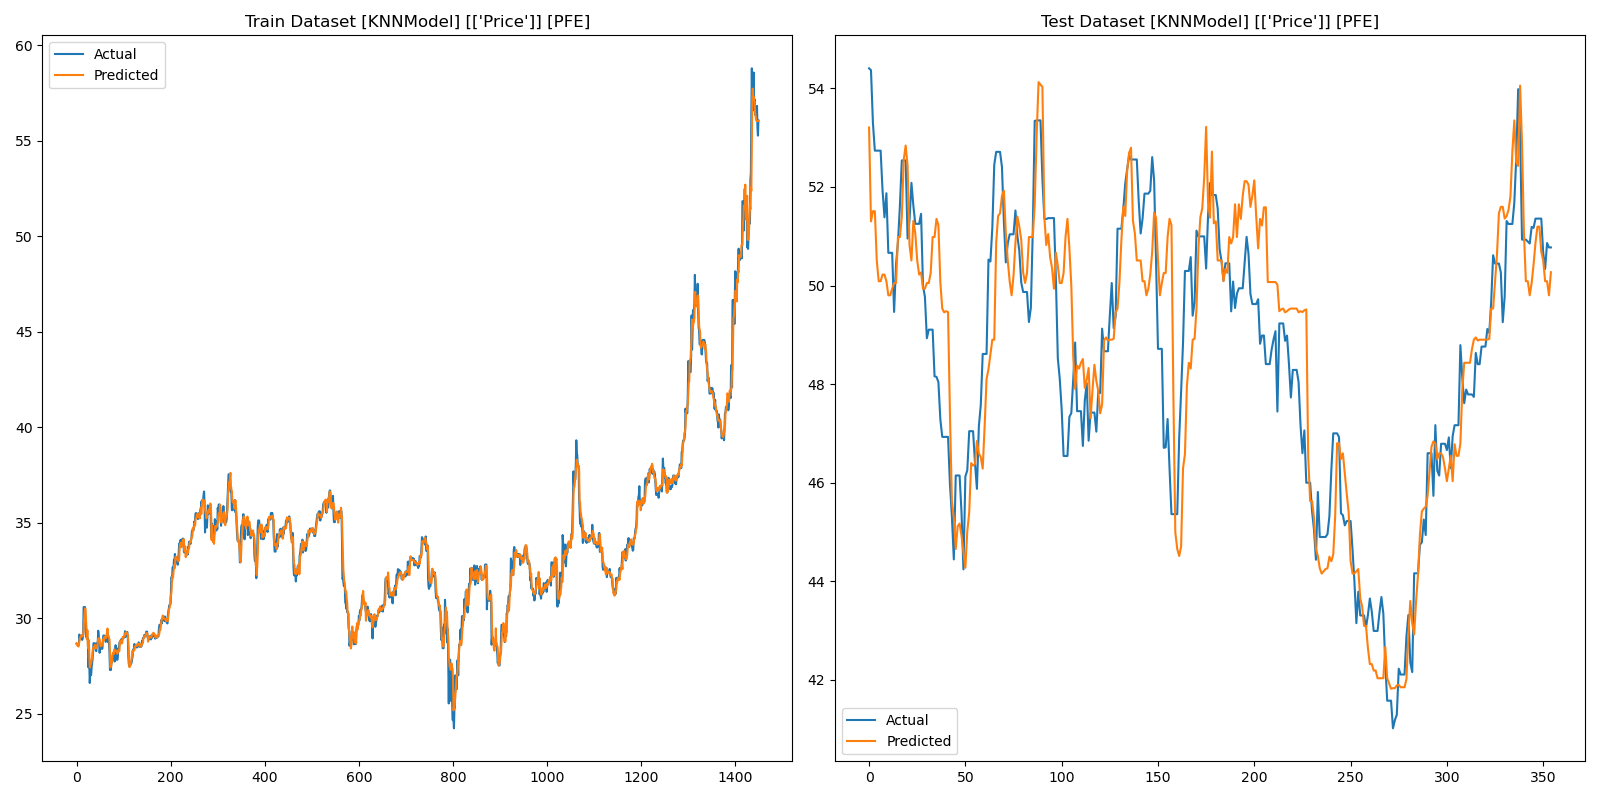 Train Dataset [KNNModel] [['Price']] [PFE]
Actual
Predicted
60
55
50
45
40
35
30
25
0 200 400 600 800 1000 1200 1400
Test Dataset [KNNModel] [['Price']] [PFE]
54
52
50
48
46
44
42
Actual
Predicted
0 50 100 150 200 250 300 350